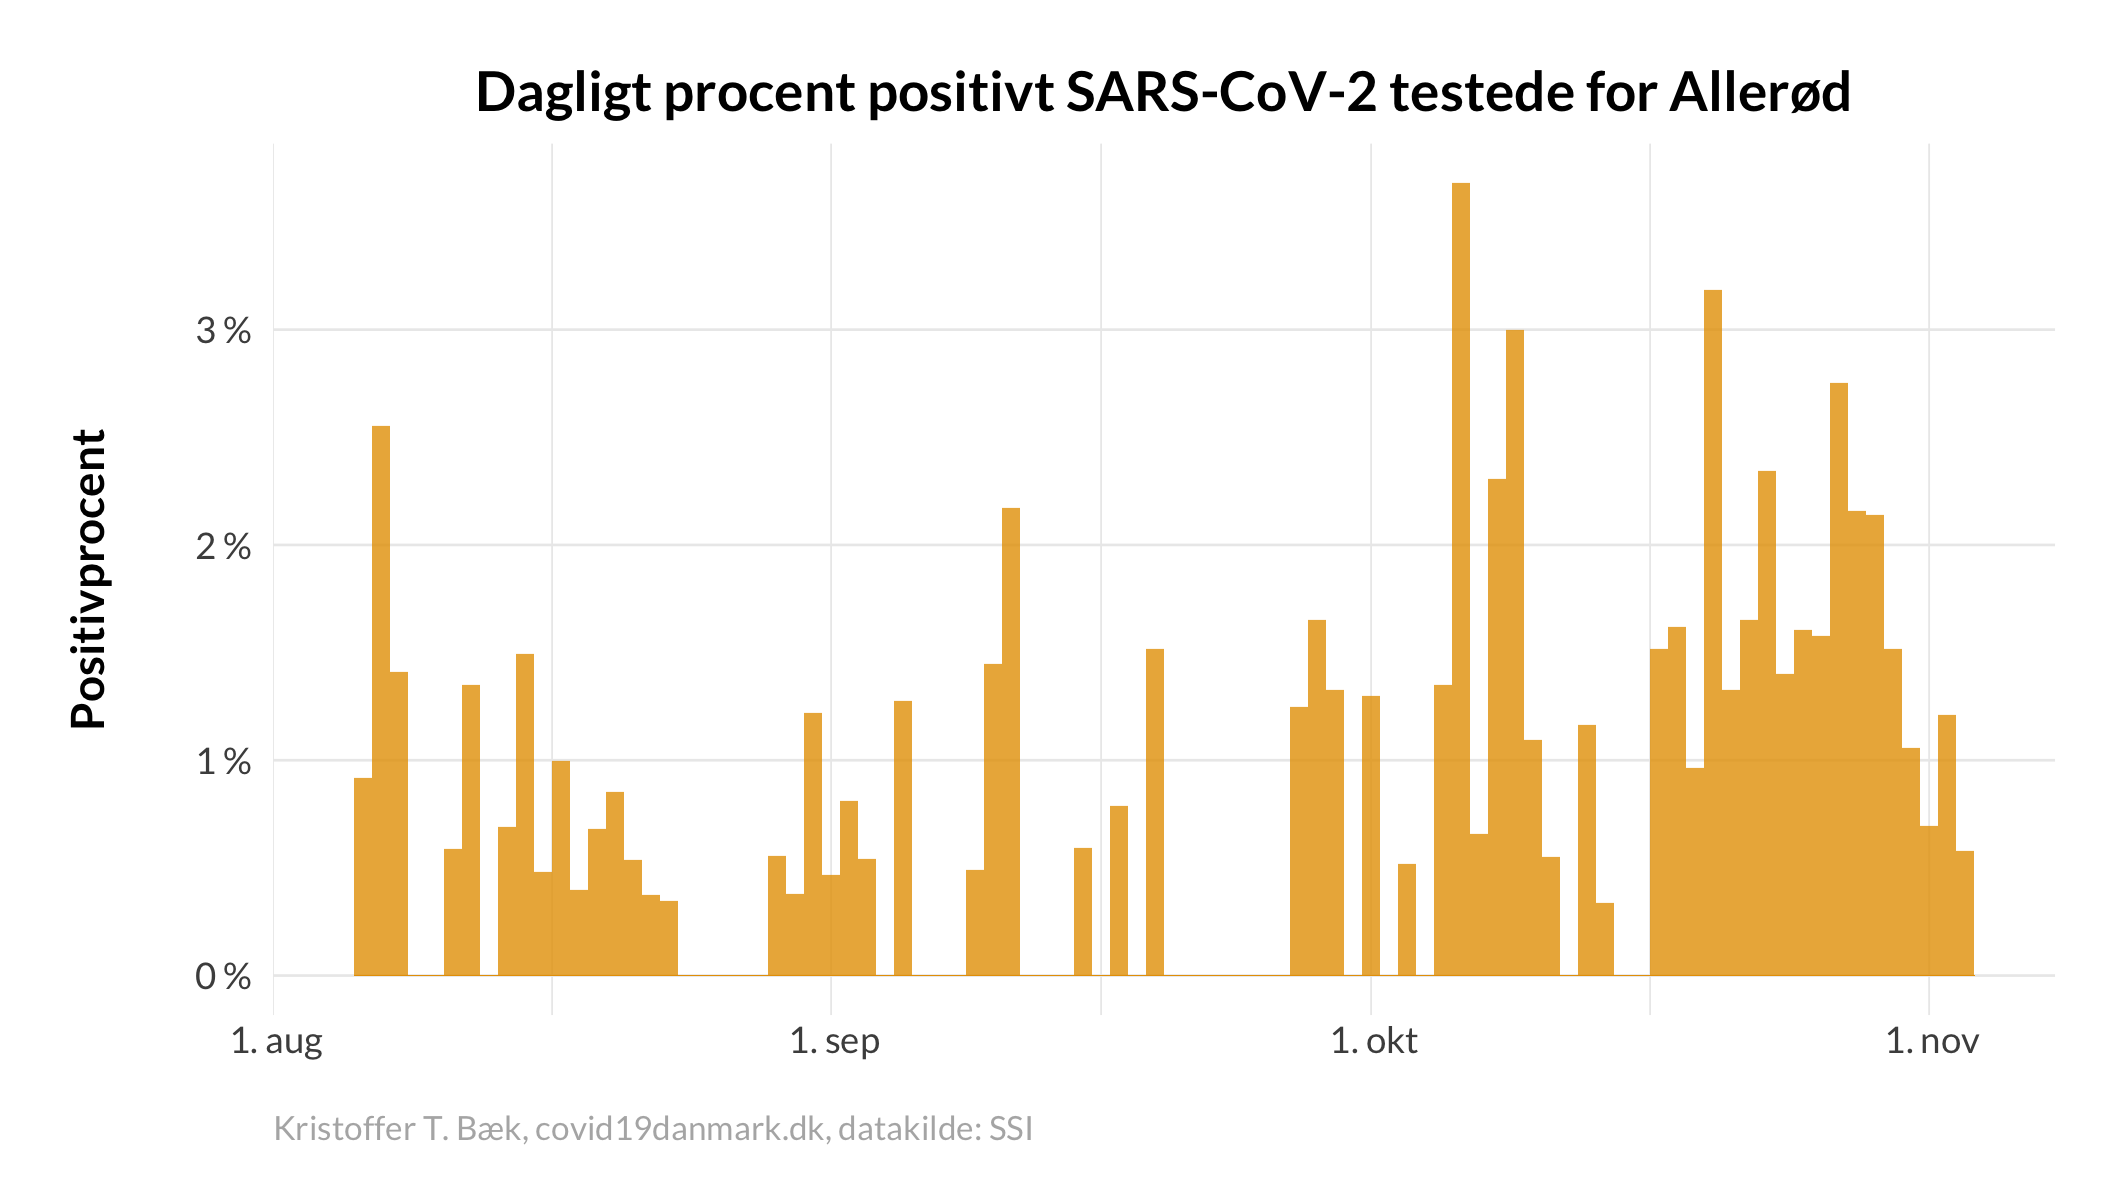 Dagligt procent positivt SARS-CoV-2 testede for Allerød
Positivprocent
3 %
2 %
1 %
0 %
1. aug
1. sep
1. okt
1. nov
Kristoffer T. Bæk, covid19danmark.dk, datakilde: SSI